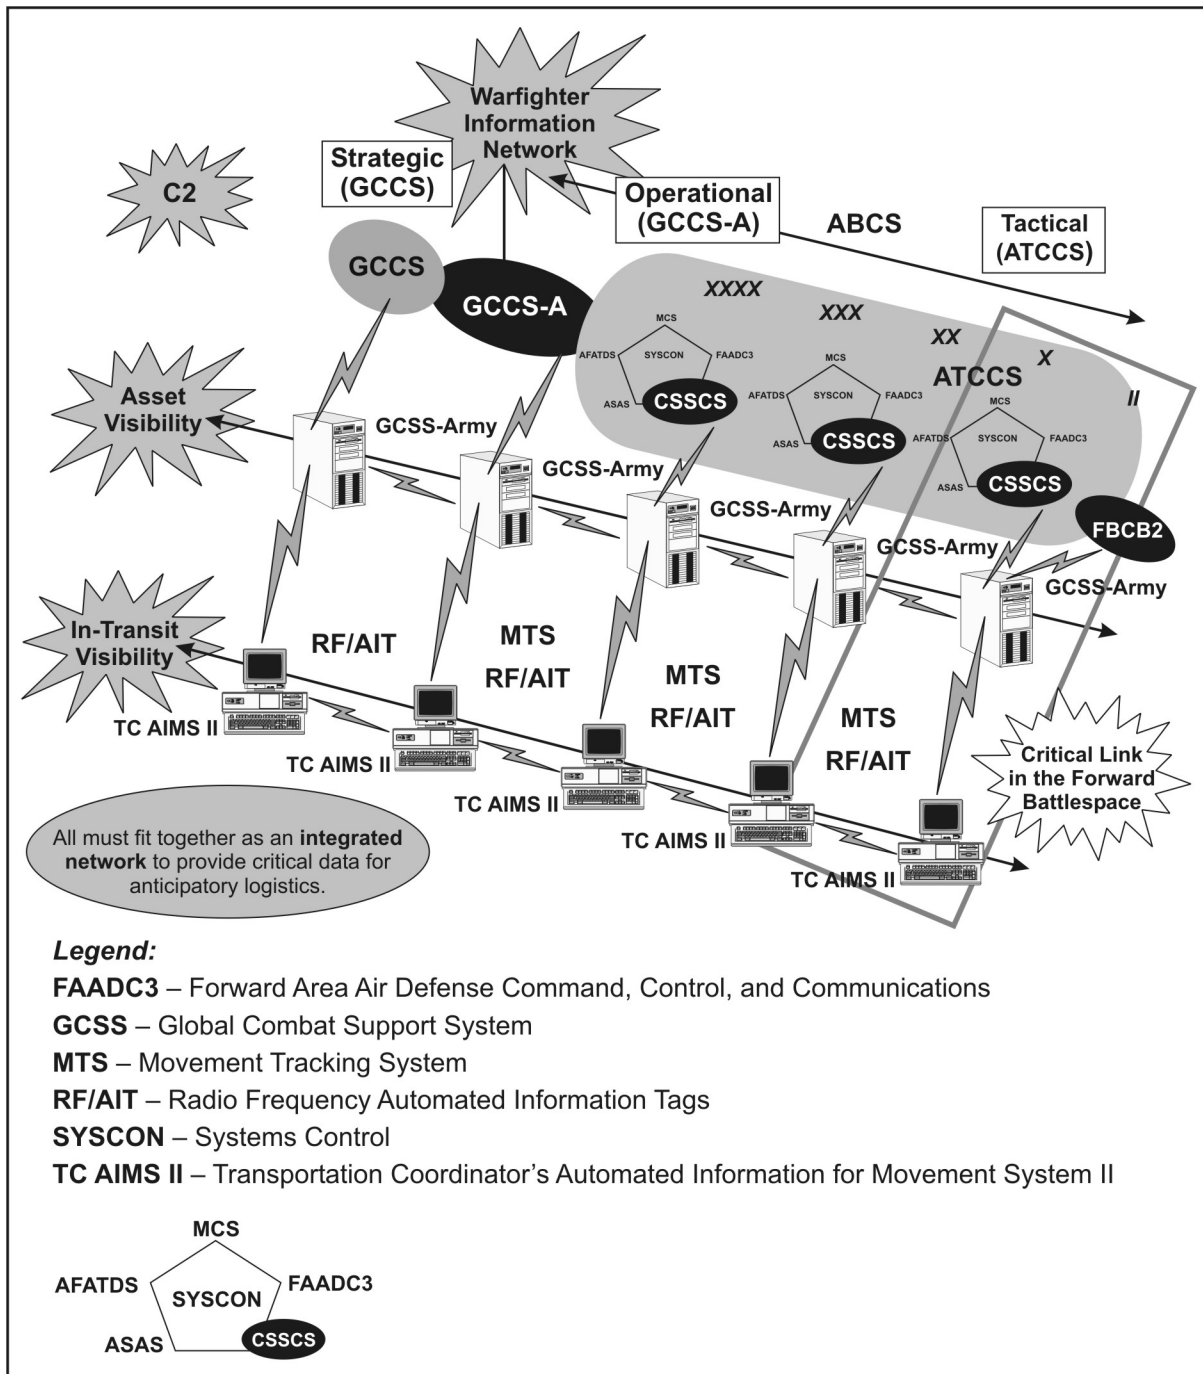 Warfighter
Information
Network
C2
Strategic
(GCCS)
Operational
(GCCS-A)
ABCS
Tactical
(ATCCS)
GCCS
GCCS-A
XXXX
XXX
XX
X
II
ATCCS
MCS
AFATDS
SYSCON
FAADC3
ASAS
CSSCS
MCS
AFATDS
SYSCON
FAADC3
ASAS
CSSCS
MCS
AFATDS
SYSCON
FAADC3
ASAS
CSSCS
FBCB2
Asset
Visibility
GCSS-Army
GCSS-Army
GCSS-Army
GCSS-Army
GCSS-Army
In-Transit
Visibility
RF/AIT
MTS
RF/AIT
MTS
RF/AIT
MTS
RF/AIT
TC AIMS II
TC AIMS II
TC AIMS II
TC AIMS II
TC AIMS II
Critical Link
in the Forward
Battlespace
All must fit together as an integrated
network to provide critical data for
anticipatory logistics.
Legend:
FAADC3 – Forward Area Air Defense Command, Control, and Communications
GCSS – Global Combat Support System
MTS – Movement Tracking System
RF/AIT – Radio Frequency Automated Information Tags
SYSCON – Systems Control
TC AIMS II – Transportation Coordinator’s Automated Information for Movement System II
MCS
AFATDS
SYSCON
FAADC3
ASAS
CSSCS